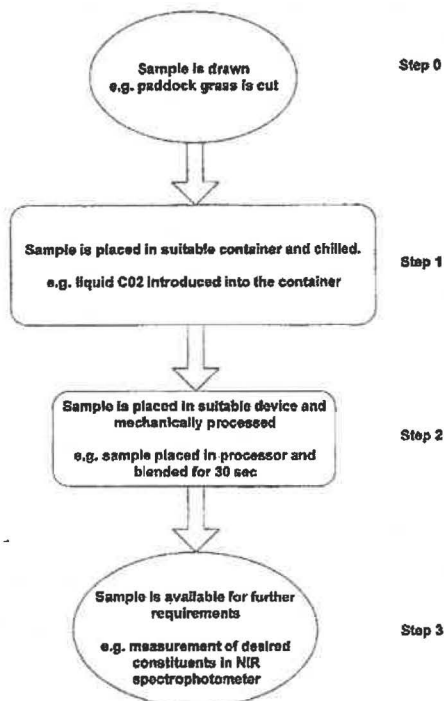 Sample is drawn
e.g. paddock grass is cut
Step 0
Sample is placed in suitable container and chilled.
e.g. liquid C02 introduced into the container
Step 1
Sample is placed in suitable device and
mechanically processed
e.g. sample placed in processor and
blended for 30 sec
Step 2
Sample is available for further
requirements
e.g. measurement of desired
constituents in NIR
spectrophotometer
Step 3